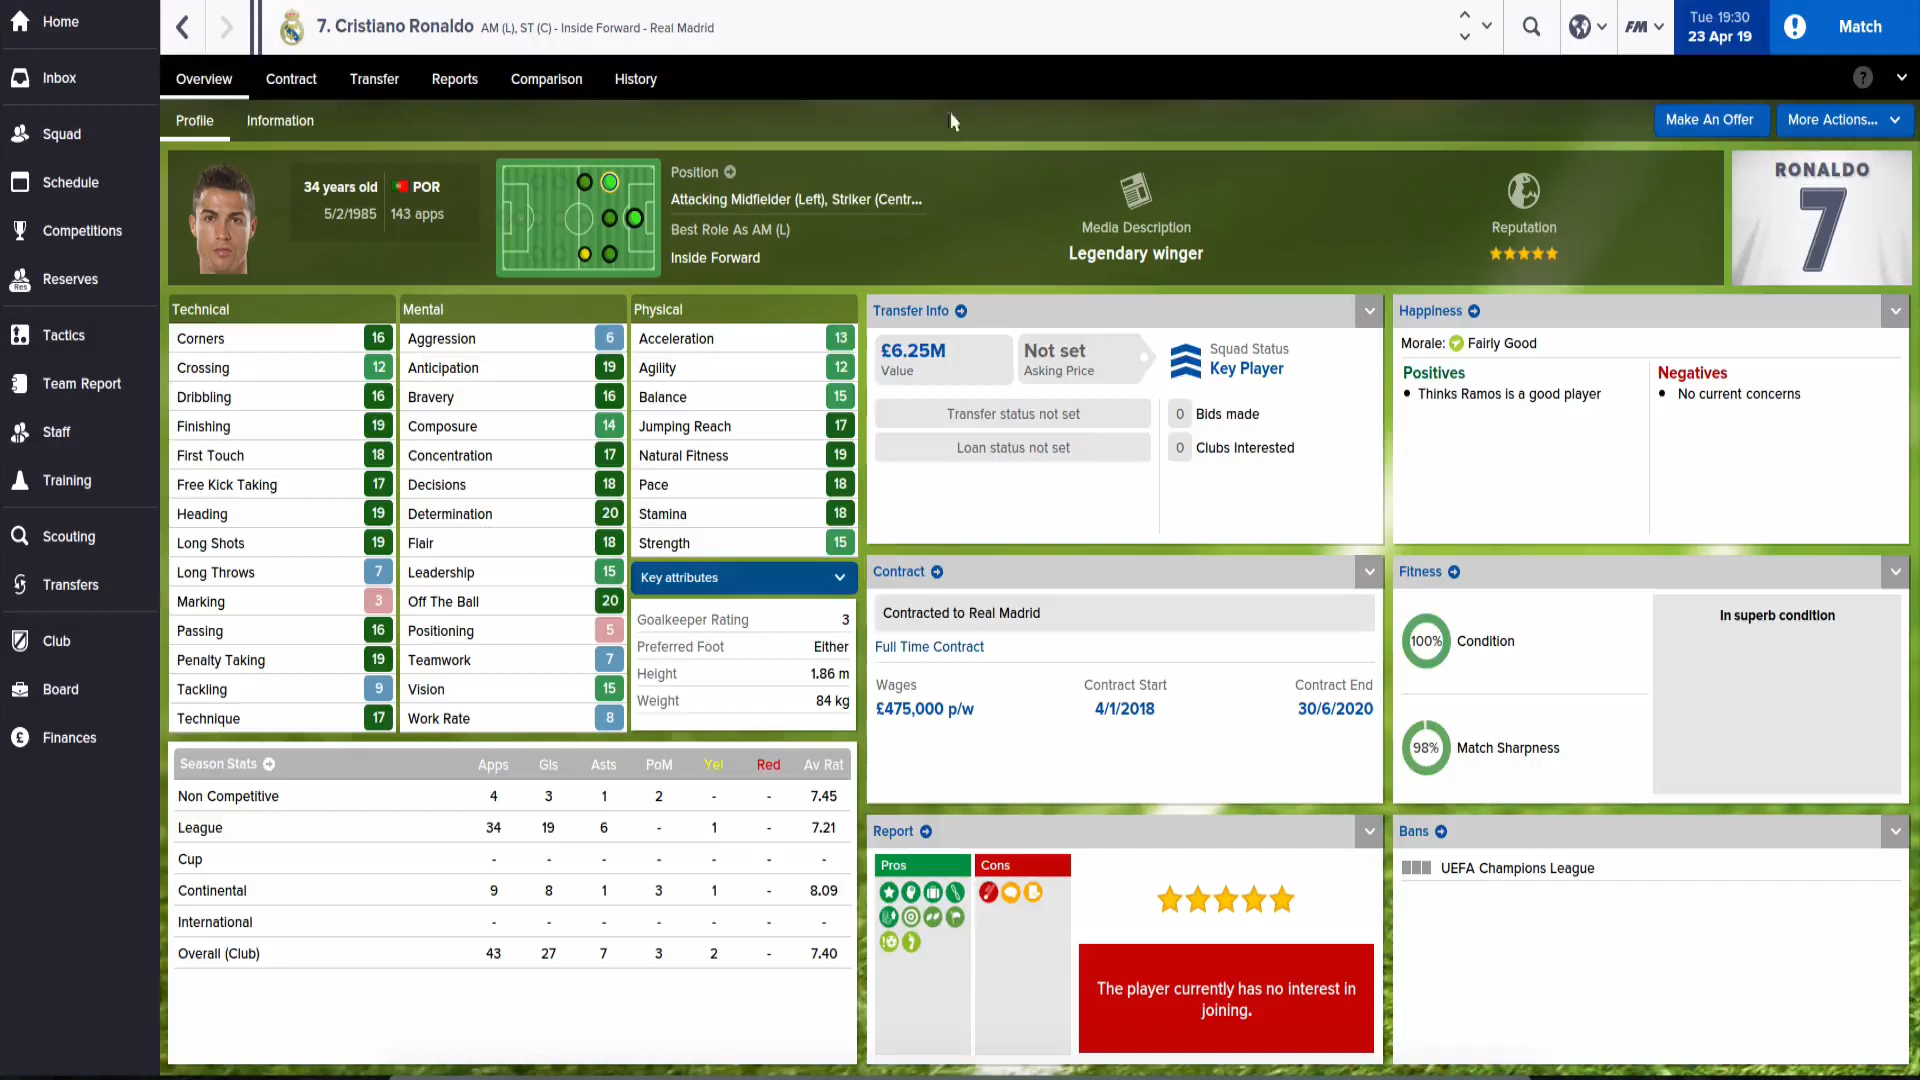 Home
Inbox
Squad
Schedule
Competitions
Res
Reserves
Tactics
Team Report
Staff
Training
Scouting
Transfers
Club
Board
Finances
7. Cristiano Ronaldo AM (L), ST (C) - Inside Forward - Real Madrid
FM
Tue 19:30
23 Apr 19
Match
Overview Contract Transfer Reports Comparison History
?
Profile Information
Make An Offer More Actions...
34 years old POR
5/2/1985 143 apps
Position
Attacking Midfielder (Left), Striker (Centr...
Best Role As AM (L)
Inside Forward
Media Description
Legendary winger
Reputation
RONALDO
7
Technical
Corners 16
Crossing 12
Dribbling 16
Finishing 19
First Touch 18
Free Kick Taking 17
Heading 19
Long Shots 19
Long Throws 7
Marking 3
Passing 16
Penalty Taking 19
Tackling 9
Technique 17
Mental
Aggression 6
Anticipation 19
Bravery 16
Composure 14
Concentration 17
Decisions 18
Determination 20
Flair 18
Leadership 15
Off The Ball 20
Positioning 5
Teamwork 7
Vision 15
Work Rate 8
Physical
Acceleration 13
Agility 12
Balance 15
Jumping Reach 17
Natural Fitness 19
Pace 18
Stamina 18
Strength 15
Key attributes
Goalkeeper Rating 3
Preferred Foot Either
Height 1.86 m
Weight 84 kg
Season Stats Apps Gls Asts PoM Yel Red Av Rat
Non Competitive 4 3 1 2 - - 7.45
League 34 19 6 - 1 - 7.21
Cup - - - - - - -
Continental 9 8 1 3 1 - 8.09
International - - - - - - -
Overall (Club) 43 27 7 3 2 - 7.40
Transfer Info
£6.25M
Value
Not set
Asking Price
Squad Status
Key Player
Transfer status not set
Loan status not set
0 Bids made
0 Clubs Interested
Happiness
Morale: Fairly Good
Positives
• Thinks Ramos is a good player
Negatives
• No current concerns
Contract
Contracted to Real Madrid
Full Time Contract
Wages Contract Start Contract End
£475,000 p/w 4/1/2018 30/6/2020
Fitness
100% Condition
98% Match Sharpness
In superb condition
Report
Pros
Cons
The player currently has no interest in
joining.
Bans
UEFA Champions League